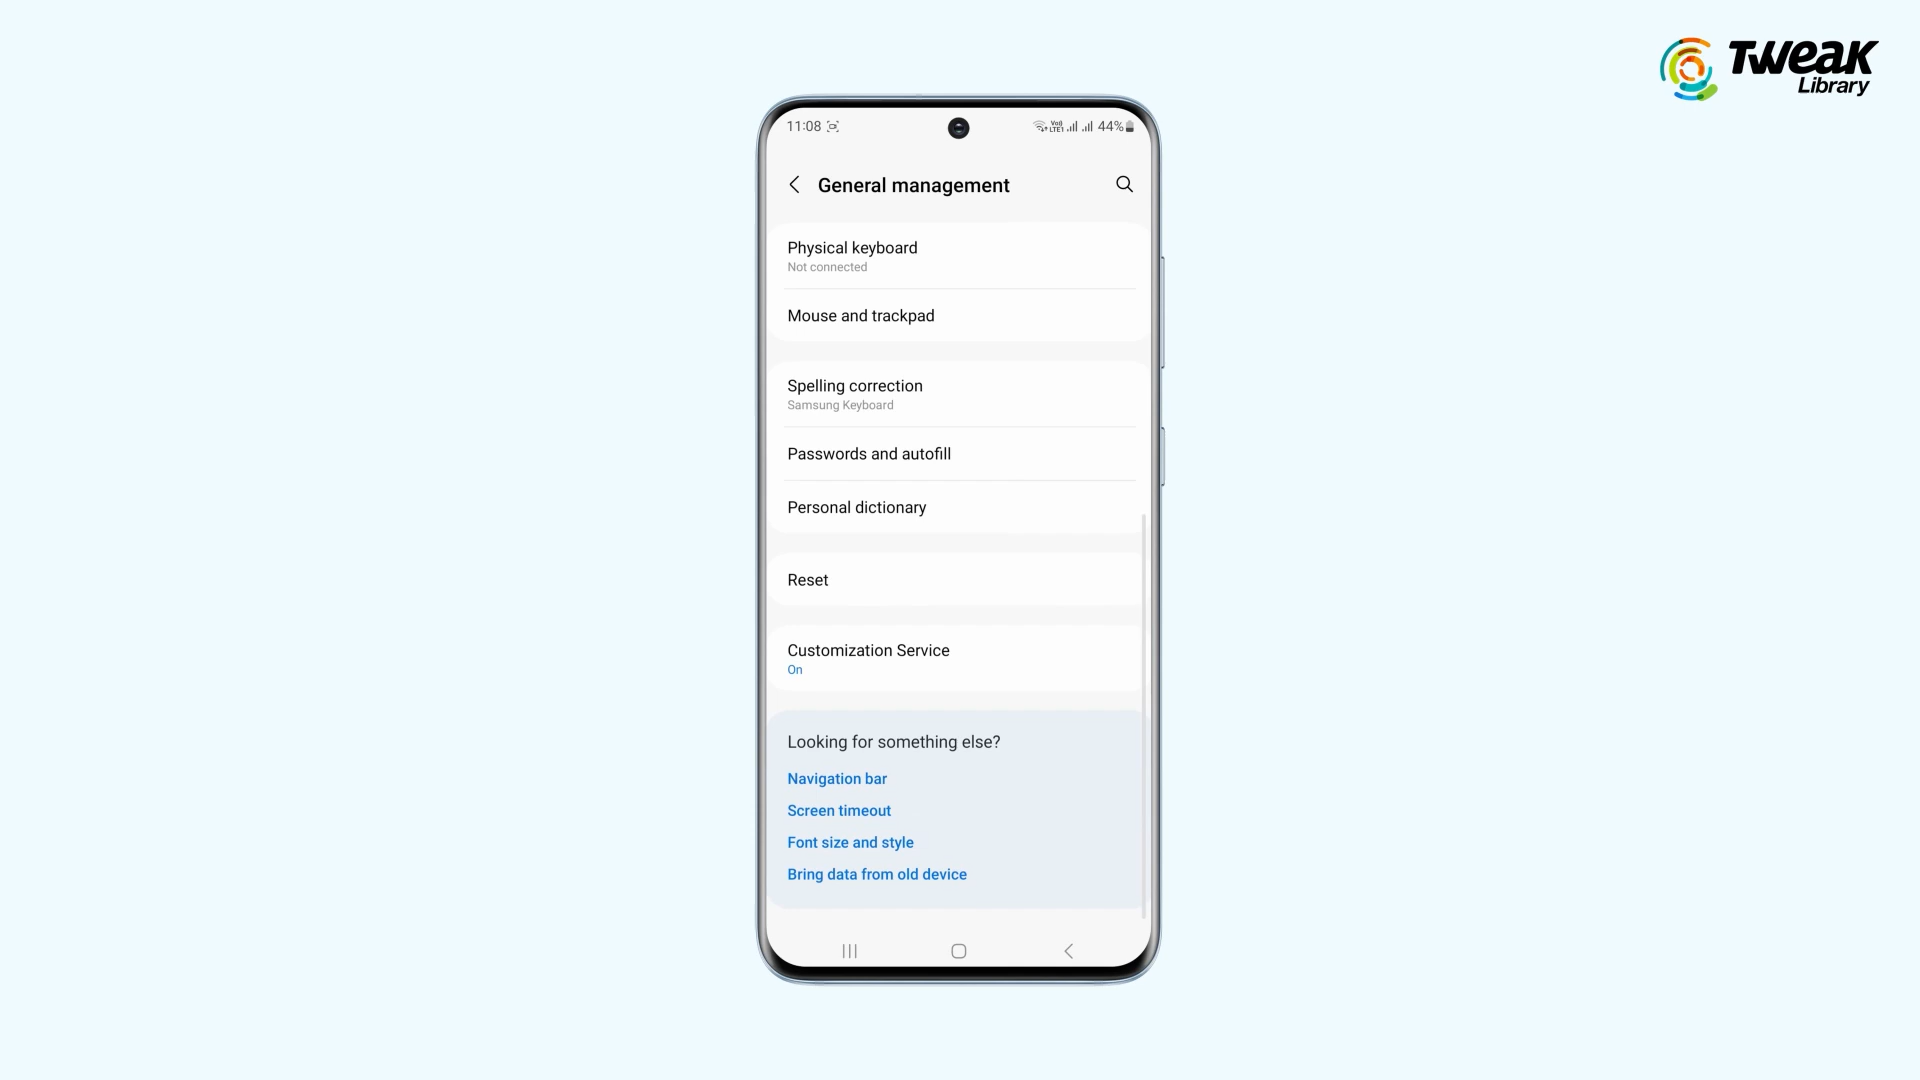 TWEAK
Library
11:08
Vo)) LTE1 44%
General management
Physical keyboard
Not connected
Mouse and trackpad
Spelling correction
Samsung Keyboard
Passwords and autofill
Personal dictionary
Reset
Customization Service
On
Looking for something else?
Navigation bar
Screen timeout
Font size and style
Bring data from old device